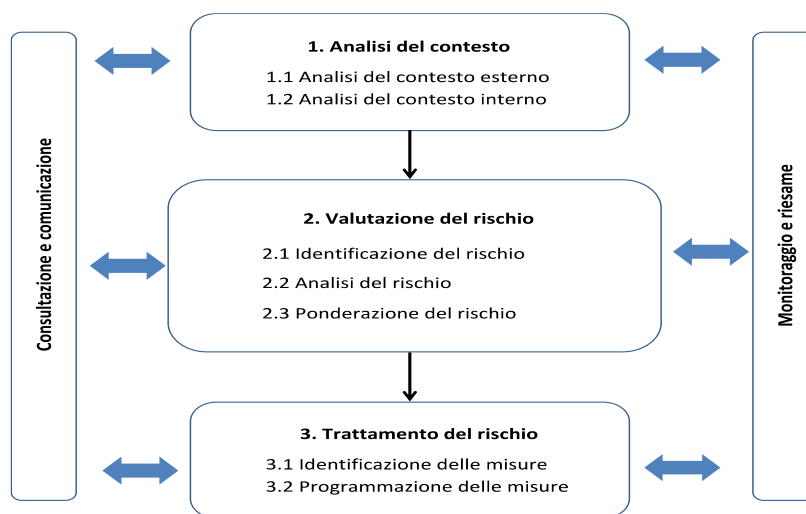 Consultazione e comunicazione
1. Analisi del contesto
1.1 Analisi del contesto esterno
1.2 Analisi del contesto interno
2. Valutazione del rischio
2.1 Identificazione del rischio
2.2 Analisi del rischio
2.3 Ponderazione del rischio
3. Trattamento del rischio
3.1 Identificazione delle misure
3.2 Programmazione delle misure
Monitoraggio e riesame